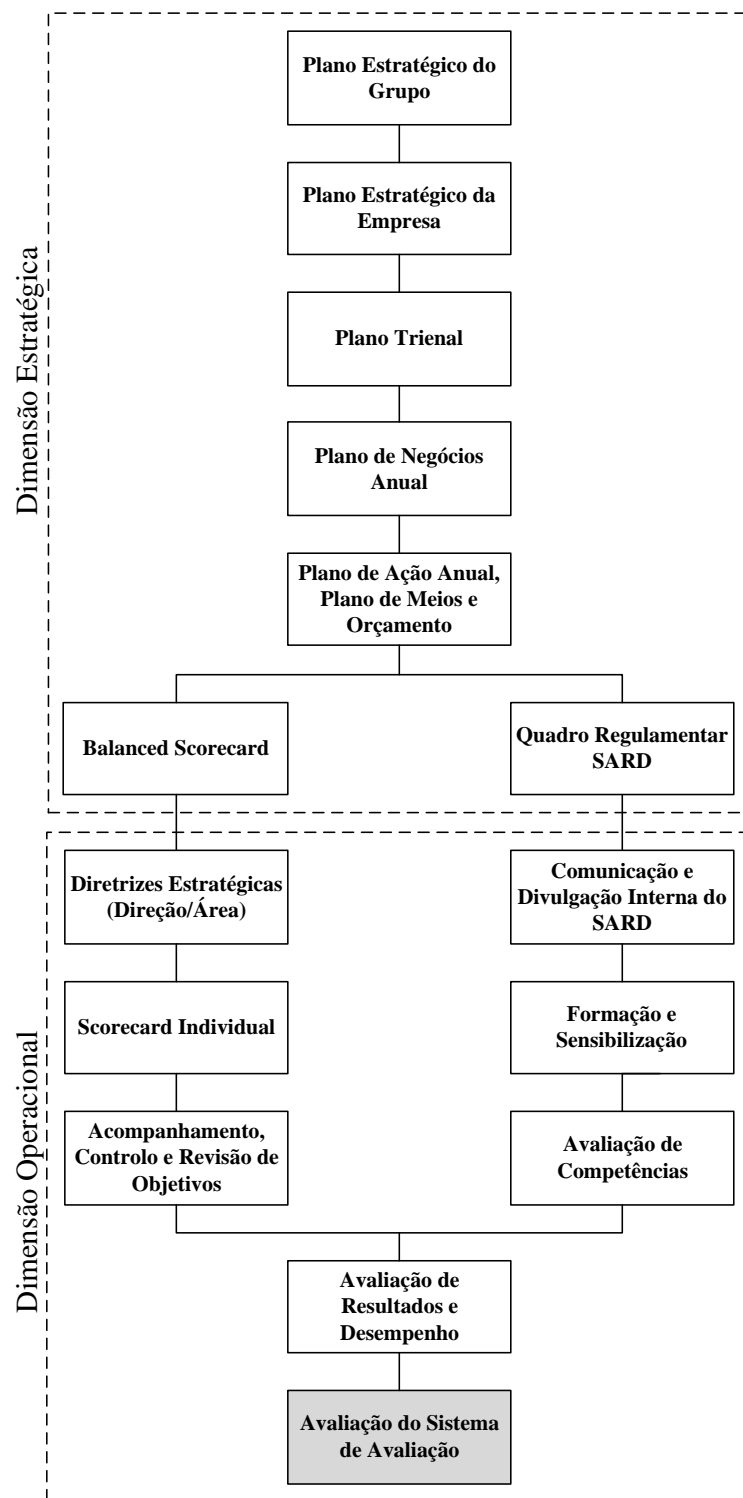 Dimensão Estratégica
Plano Estratégico do
Grupo
Plano Estratégico da
Empresa
Plano Trienal
Plano de Negócios
Anual
Plano de Ação Anual,
Plano de Meios e
Orçamento
Balanced Scorecard
Quadro Regulamentar
SARD
Dimensão Operacional
Diretrizes Estratégicas
(Direção/Área)
Comunicação e
Divulgação Interna do
SARD
Scorecard Individual
Formação e
Sensibilização
Acompanhamento,
Controlo e Revisão de
Objetivos
Avaliação de
Competências
Avaliação de
Resultados e
Desempenho
Avaliação do Sistema
de Avaliação